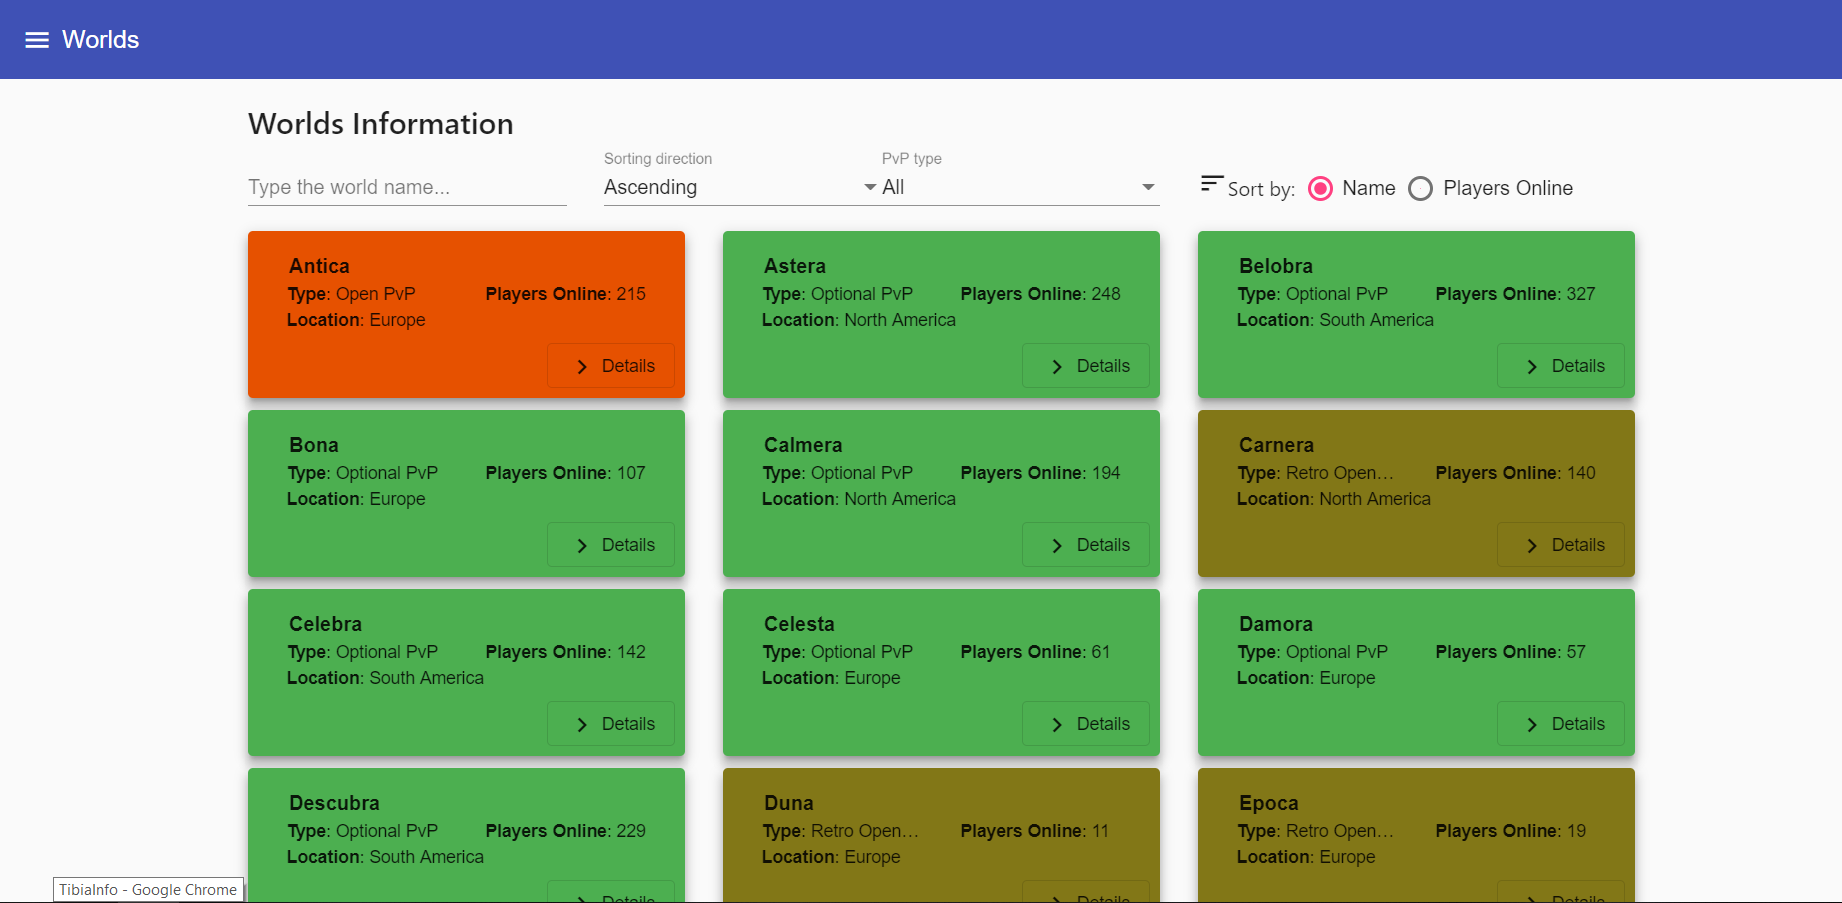 Worlds
Worlds Information
Type the world name...
Sorting direction
Ascending
PvP type
All
Sort by: Name Players Online
Antica
Type: Open PvP Players Online: 215
Location: Europe
Details
Astera
Type: Optional PvP Players Online: 248
Location: North America
Details
Belobra
Type: Optional PvP Players Online: 327
Location: South America
Details
Bona
Type: Optional PvP Players Online: 107
Location: Europe
Details
Calmera
Type: Optional PvP Players Online: 194
Location: North America
Details
Carnera
Type: Retro Open... Players Online: 140
Location: North America
Details
Celebra
Type: Optional PvP Players Online: 142
Location: South America
Details
Celesta
Type: Optional PvP Players Online: 61
Location: Europe
Details
Damora
Type: Optional PvP Players Online: 57
Location: Europe
Details
Descubra
Type: Optional PvP Players Online: 229
Location: South America
Details
Duna
Type: Retro Open... Players Online: 11
Location: Europe
Details
Epoca
Type: Retro Open... Players Online: 19
Location: Europe
Details
TibiaInfo - Google Chrome